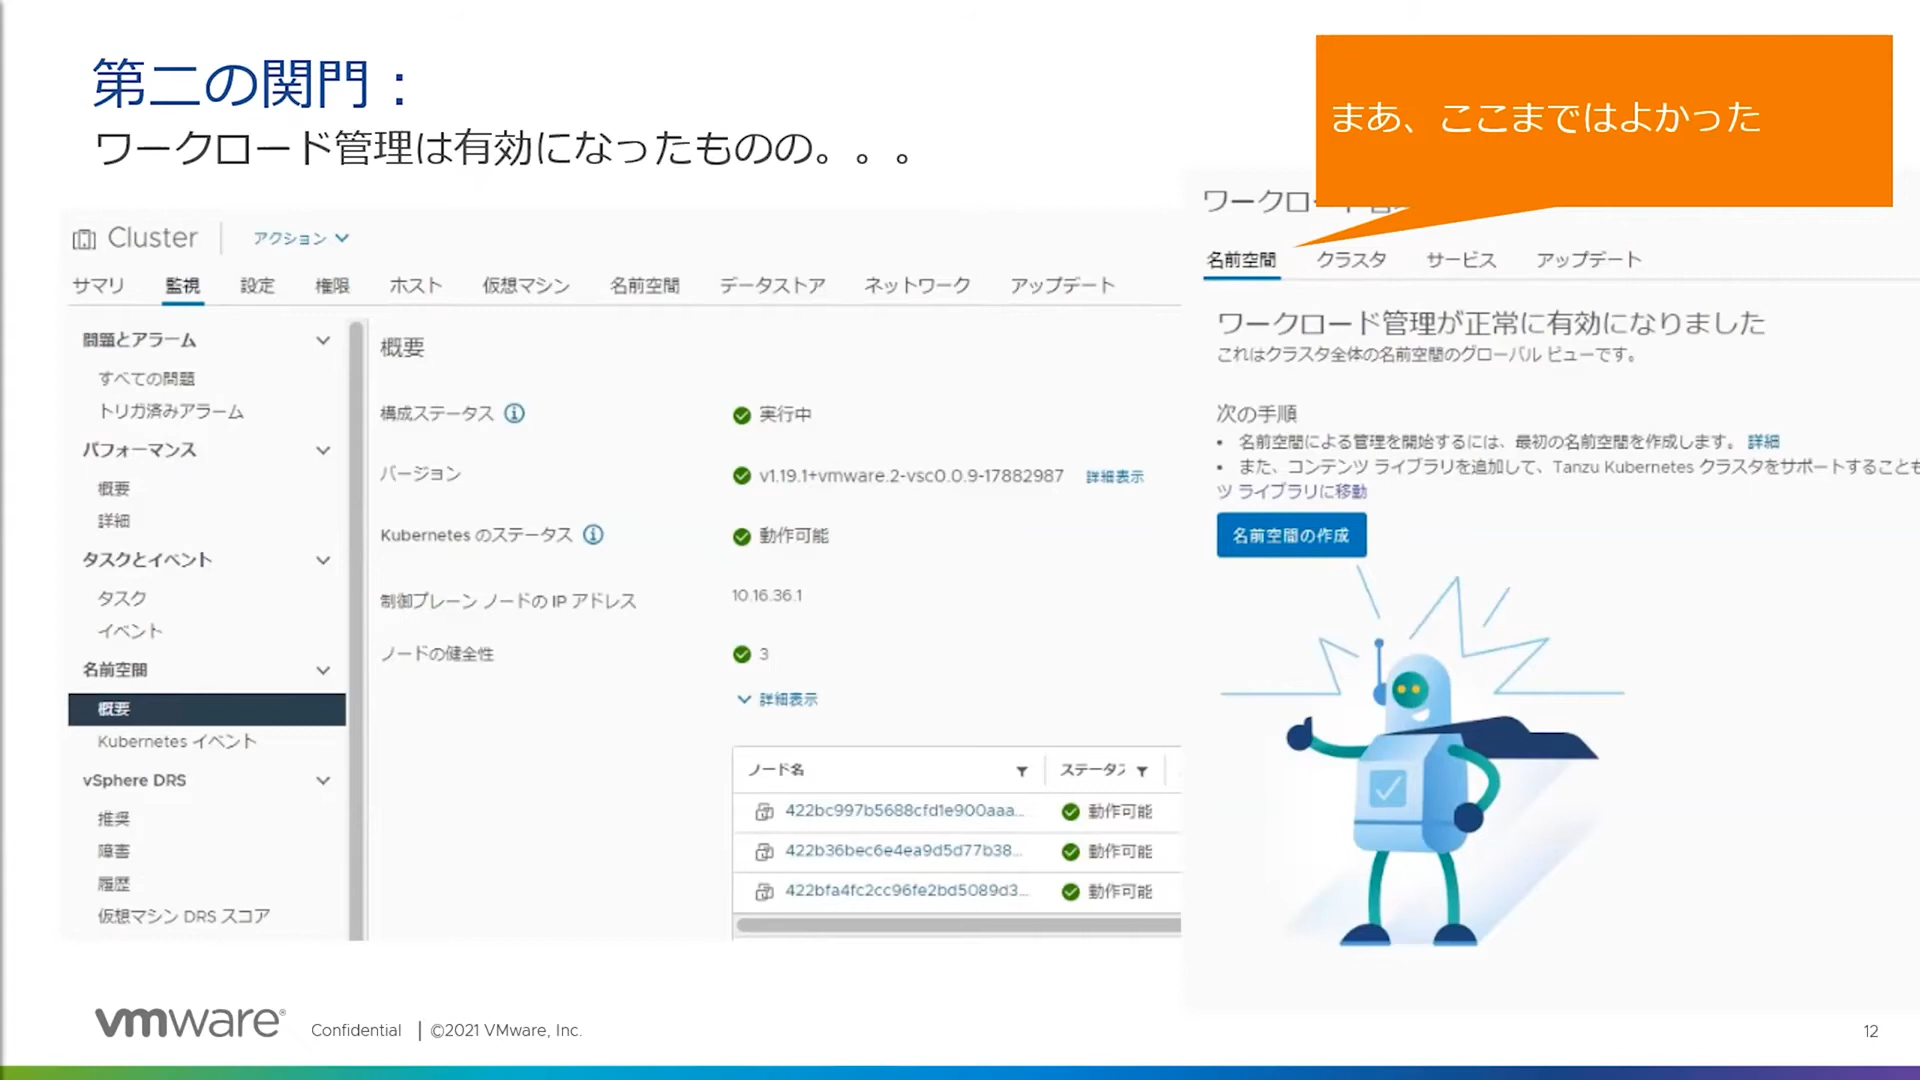 第二の関門：
ワークロード管理は有効になったものの。。。
まあ、ここまではよかった
Cluster
アクション
サマリ 監視 設定 権限 ホスト 仮想マシン 名前空間 データストア ネットワーク アップデート
問題とアラーム
すべての問題
トリガ済みアラーム
パフォーマンス
概要
詳細
タスクとイベント
タスク
イベント
名前空間
概要
Kubernetes イベント
vSphere DRS
推奨
障害
履歴
仮想マシン DRS スコア
概要
構成ステータス 実行中
バージョン v1.19.1+vmware.2-vsc0.0.9-17882987 詳細表示
Kubernetes のステータス 動作可能
制御プレーン ノードの IP アドレス 10.16.36.1
ノードの健全性 3
詳細表示
ノード名 ステータス
422bc997b5688cfd1e900aaa... 動作可能
422b36bec6e4ea9d5d77b38... 動作可能
422bfa4fc2cc96fe2bd5089d3... 動作可能
ワークロ
名前空間 クラスタ サービス アップデート
ワークロード管理が正常に有効になりました
これはクラスタ全体の名前空間のグローバル ビューです。
次の手順
• 名前空間による管理を開始するには、最初の名前空間を作成します。 詳細
• また、コンテンツ ライブラリを追加して、Tanzu Kubernetes クラスタをサポートすることも
ツ ライブラリに移動
名前空間の作成
vmware® Confidential | ©2021 VMware, Inc.
12